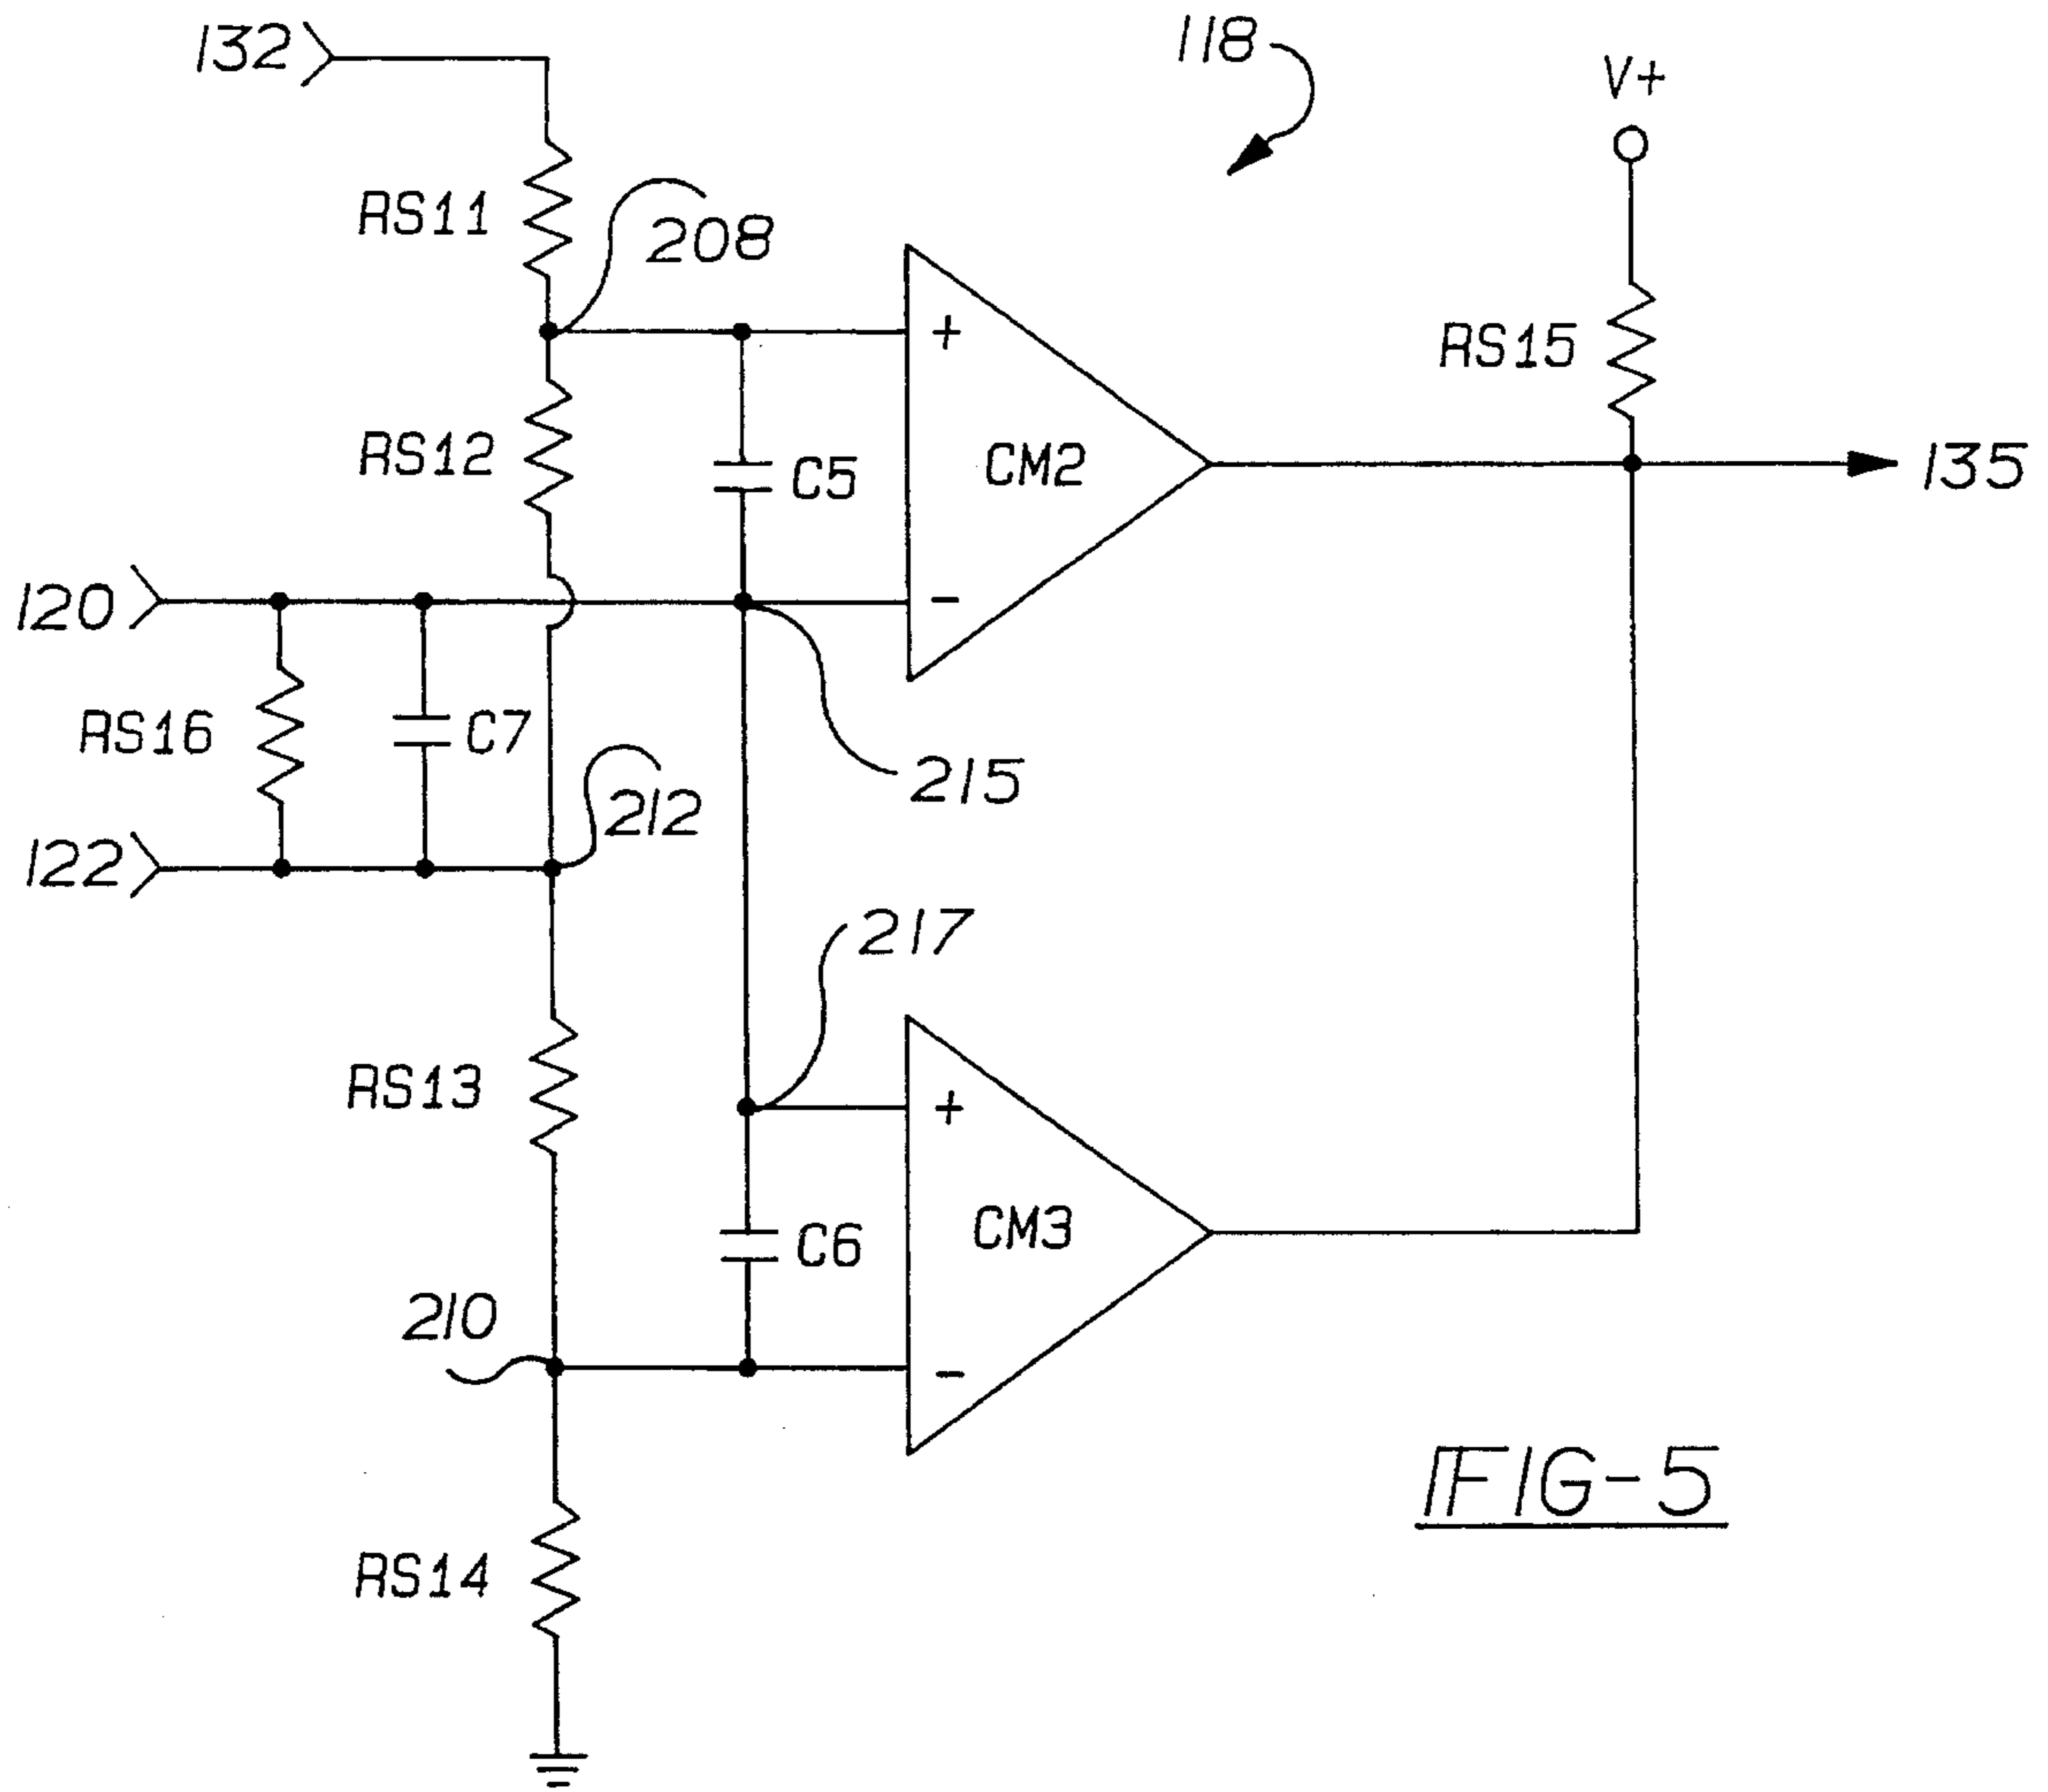 132
118
V+
RS11
208
+
RS15
RS12
C5
CM2
135
120
-
RS16
C7
215
212
122
217
RS13
+
C6
CM3
210
-
FIG-5
RS14